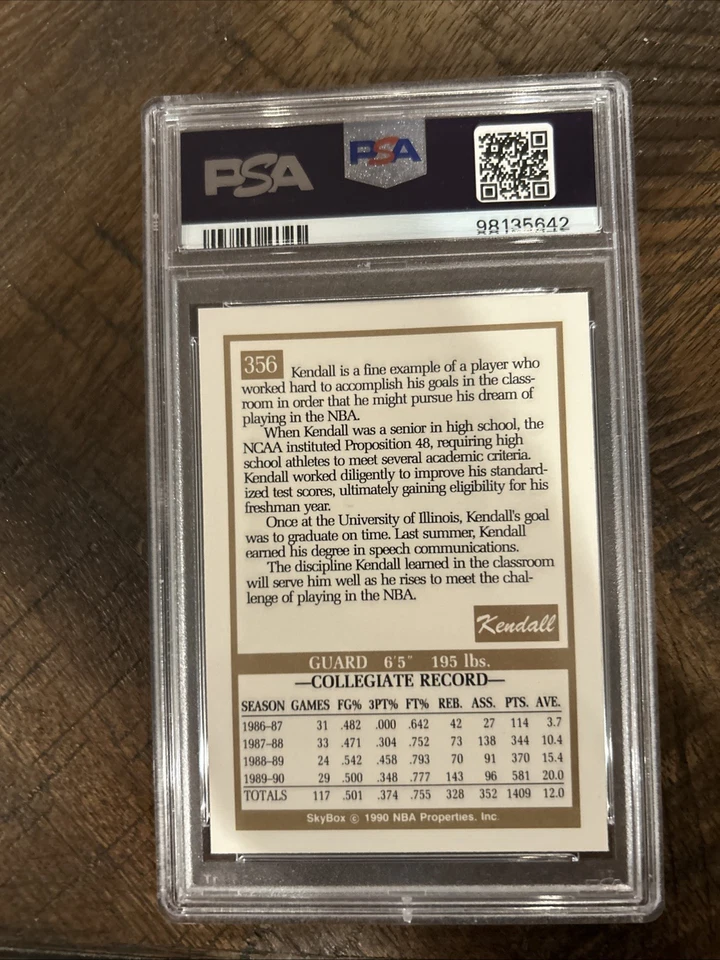 PSA
PSA
98135642
356
Kendall is a fine example of a player who
worked hard to accomplish his goals in the class-
room in order that he might pursue his dream of
playing in the NBA.
When Kendall was a senior in high school, the
NCAA instituted Proposition 48, requiring high
school athletes to meet several academic criteria.
Kendall worked diligently to improve his standard-
ized test scores, ultimately gaining eligibility for his
freshman year.
Once at the University of Illinois, Kendall's goal
was to graduate on time. Last summer, Kendall
earned his degree in speech communications.
The discipline Kendall learned in the classroom
will serve him well as he rises to meet the chal-
lenge of playing in the NBA.
Kendall
GUARD 6'5" 195 lbs.
—COLLEGIATE RECORD—
SEASON GAMES FG% 3PT% FT% REB. ASS. PTS. AVE.
1986-87 31 .482 .000 .642 42 27 114 3.7
1987-88 33 .471 .304 .752 73 138 344 10.4
1988-89 24 .542 .458 .793 70 91 370 15.4
1989-90 29 .500 .348 .777 143 96 581 20.0
TOTALS 117 .501 .374 .755 328 352 1409 12.0
SkyBox © 1990 NBA Properties, Inc.